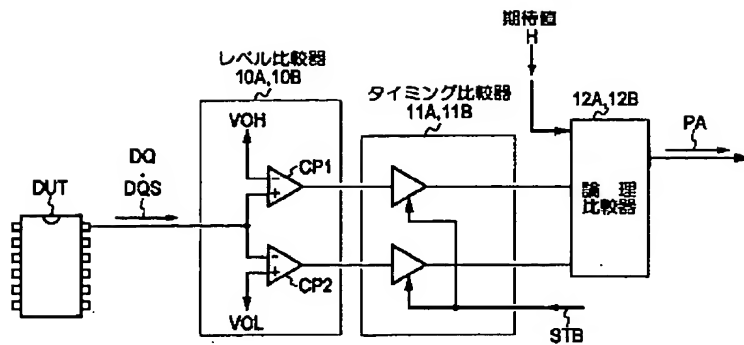 期待値
H
レベル比較器
10A,10B
タイミング比較器
11A,11B
12A,12B
PA
VOH
DQ
・
DQS
DUT
-
+
CP1
論理
比較器
-
+
CP2
VOL
STB